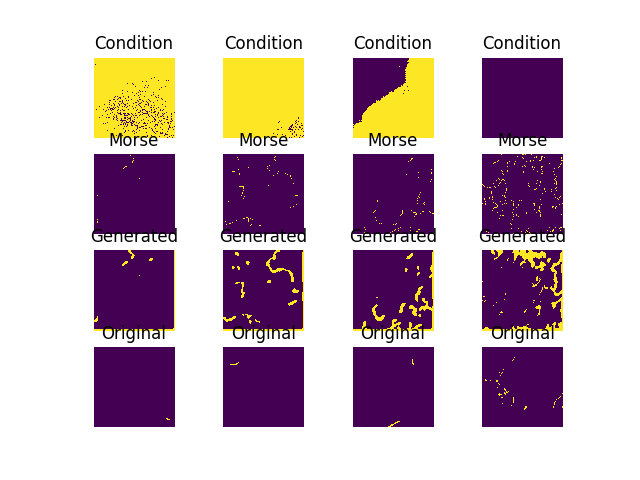 Condition Condition Condition Condition
Morse Morse Morse Morse
Generated Generated Generated Generated
Original Original Original Original